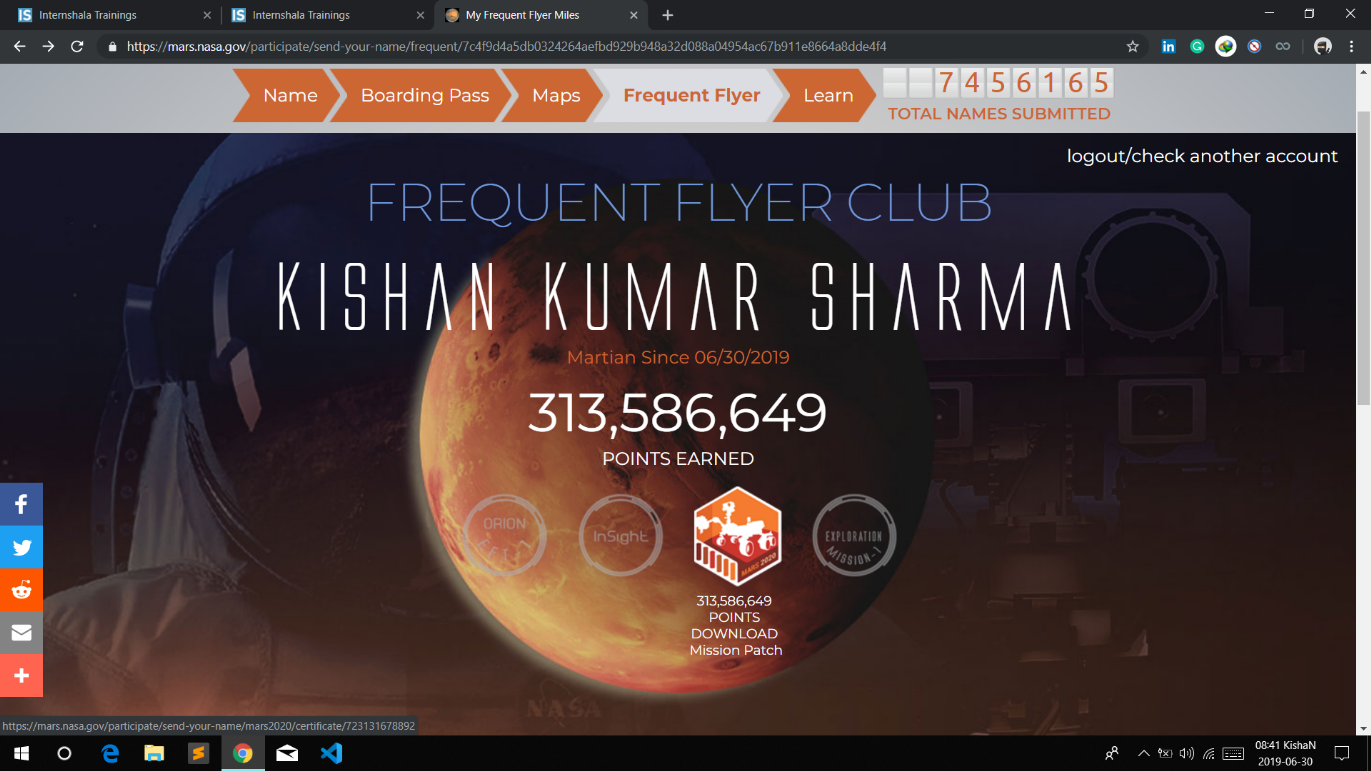 Internshala Trainings
Internshala Trainings
My Frequent Flyer Miles
https://mars.nasa.gov/participate/send-your-name/frequent/7c4f9d4a5db0324264aefbd929b948a32d088a04954ac67b911e8664a8dde4f4
Name Boarding Pass Maps Frequent Flyer Learn 7456165
TOTAL NAMES SUBMITTED
logout/check another account
FREQUENT FLYER CLUB
KISHAN KUMAR SHARMA
Martian Since 06/30/2019
313,586,649
POINTS EARNED
ORION
EFT-1
InSight
MARS 2020
EXPLORATION
MISSION-1
313,586,649
POINTS
DOWNLOAD
Mission Patch
NASA
https://mars.nasa.gov/participate/send-your-name/mars2020/certificate/723131678892
08:41 KishaN
2019-06-30